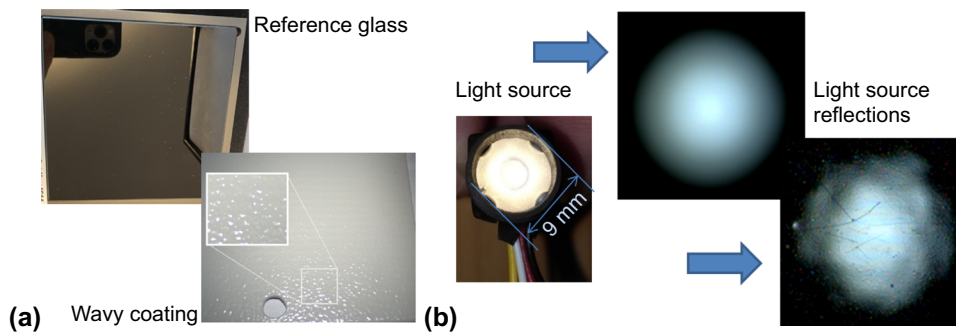 Reference glass
Wavy coating
(a)
Light source
9 mm
Light source
reflections
(b)